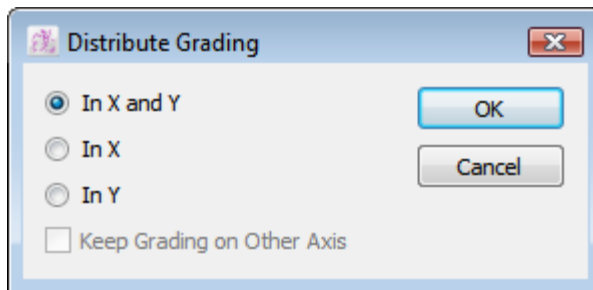 Distribute Grading
In X and Y
OK
In X
Cancel
In Y
Keep Grading on Other Axis